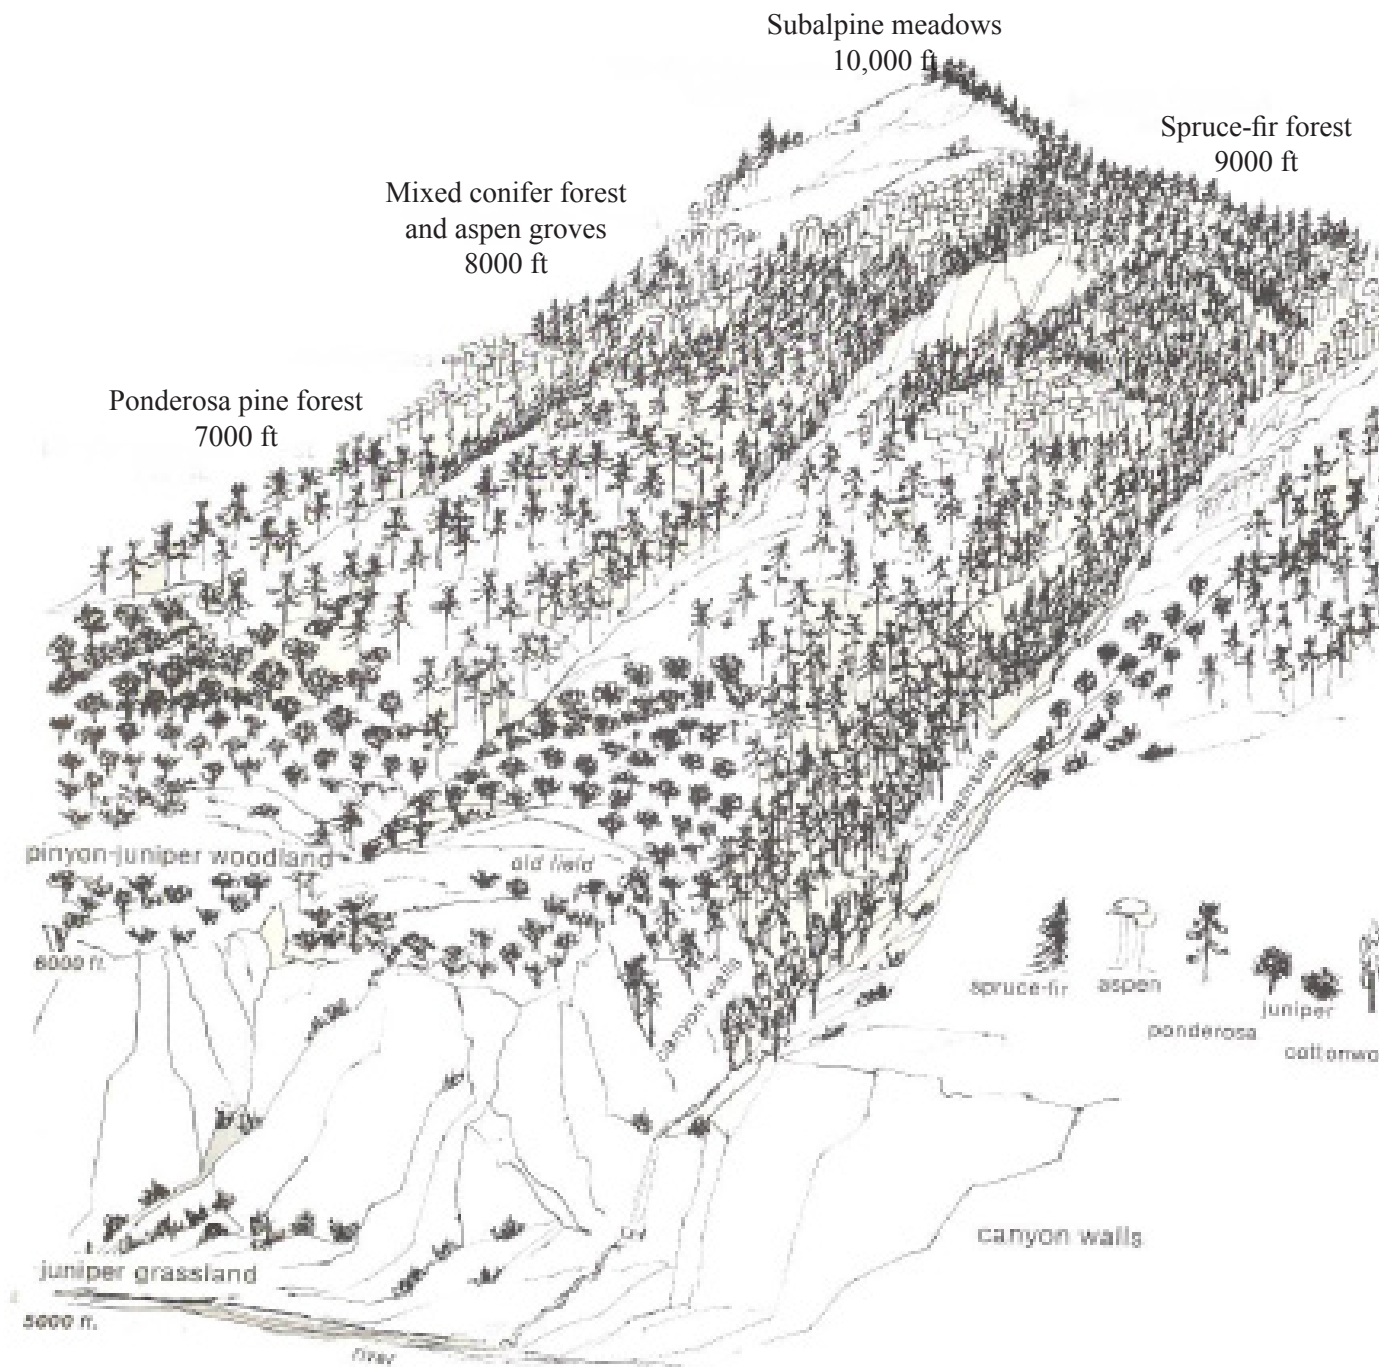 Subalpine meadows
10,000 ft
Spruce-fir forest
9000 ft
Mixed conifer forest
and aspen groves
8000 ft
Ponderosa pine forest
7000 ft
streamside
pinyon-juniper woodland
old field
6000 ft.
canyon walls
spruce-fir
aspen
ponderosa
juniper
cottonwo
canyon walls
juniper grassland
5000 ft.
river